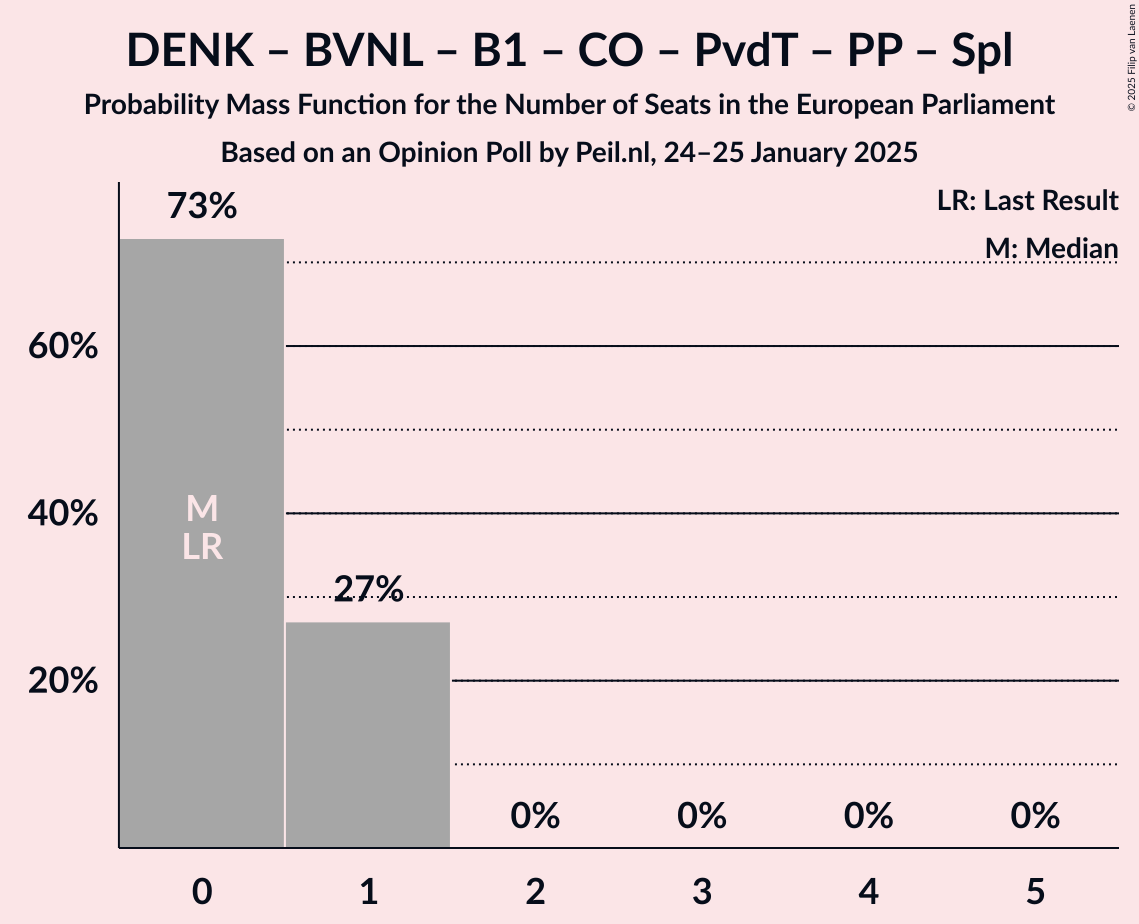 DENK – BVNL – B1 – CO – PvdT – PP – Spl
Probability Mass Function for the Number of Seats in the European Parliament
Based on an Opinion Poll by Peil.nl, 24–25 January 2025
© 2025 Filip van Laenen
LR: Last Result
M: Median
73%
60%
40%
20%
M
LR
27%
0% 0% 0% 0%
0 1 2 3 4 5